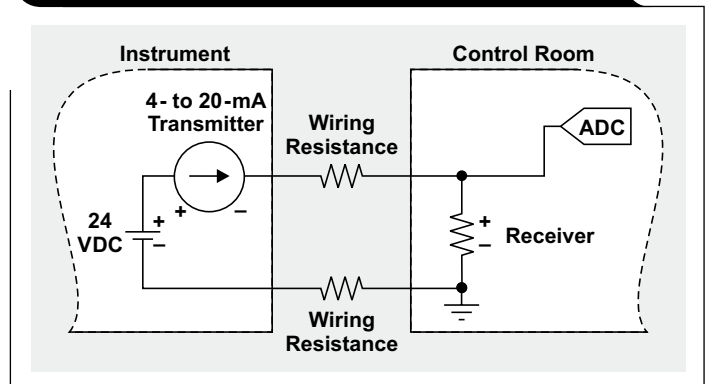 Instrument
Control Room
4- to 20-mA
Transmitter
Wiring
Resistance
ADC
+
−
24
VDC
+
−
+
−
Receiver
Wiring
Resistance